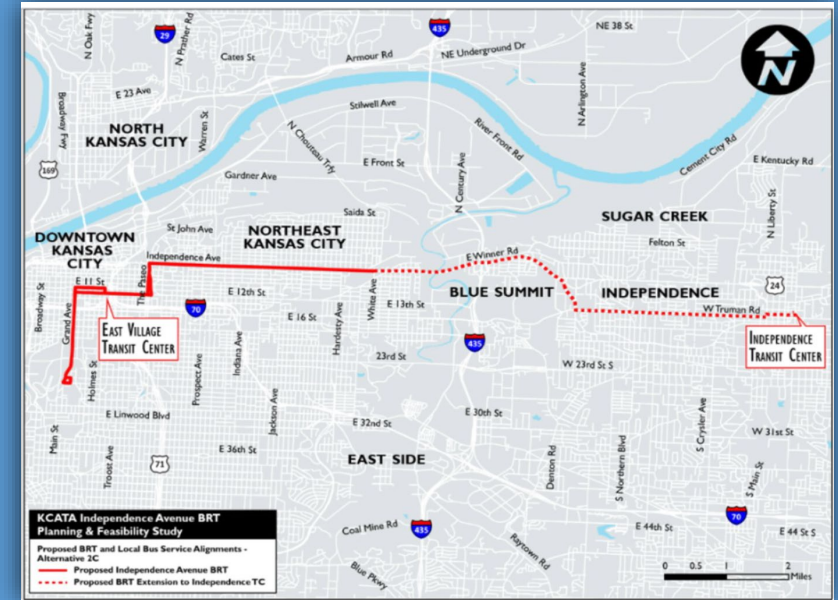 N Oak Fwy
N Prather Rd
29
435
NE 38 St
Cates St
Armour Rd
NE Underground Dr
N
E 23 Ave
Broadway Fwy
Warren St
Stilwell Ave
N Arlington Ave
NORTH
KANSAS CITY
N Chouteau Trfy
River Front Rd
Cement City Rd
169
E Front St
N Century Ave
E Kentucky Rd
Gardner Ave
N Liberty St
Saida St
SUGAR CREEK
St John Ave
NORTHEAST
KANSAS CITY
Felton St
DOWNTOWN
KANSAS
CITY
Independence Ave
E Winner Rd
The Paseo
E 11 St
24
Broadway St
Grand Ave
70
E 12th St
White Ave
E 13th St
BLUE SUMMIT
INDEPENDENCE
W Truman Rd
EAST VILLAGE
TRANSIT CENTER
E 16 St
Hardesty Ave
435
INDEPENDENCE
TRANSIT CENTER
Holmes St
Prospect Ave
Indiana Ave
23rd St
W 23rd St S
Main St
E Linwood Blvd
Jackson Ave
E 30th St
S Crysler Ave
Troost Ave
E 32nd St
W 31st St
E 36th St
71
EAST SIDE
Denton Rd
S Northern Blvd
S Main St
KCATA Independence Avenue BRT
Planning & Feasibility Study
Proposed BRT and Local Bus Service Alignments -
Alternative 2C
Proposed Independence Avenue BRT
Proposed BRT Extension to Independence TC
Coal Mine Rd
435
Blue Pkwy
Raytown Rd
70
E 44th St
E 44 St S
0 0.5 1 2
Miles